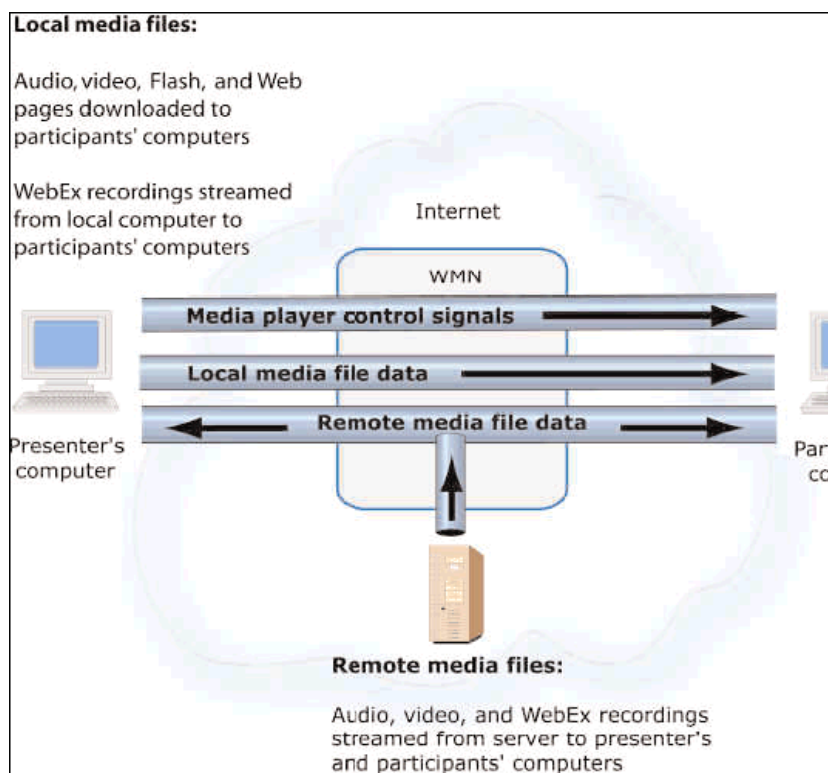 Local media files:
Audio, video, Flash, and Web
pages downloaded to
participants' computers
WebEx recordings streamed
from local computer to
participants' computers
Internet
WMN
Media player control signals
Local media file data
Remote media file data
Presenter's
computer
Remote media files:
Audio, video, and WebEx recordings
streamed from server to presenter's
and participants' computers